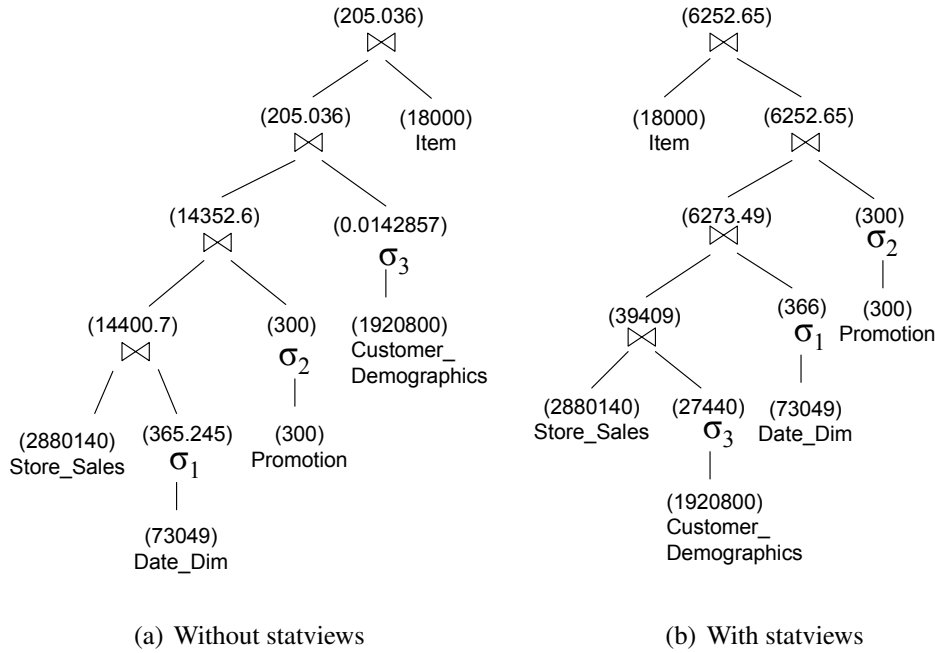 (205.036)
(205.036)
(18000)
Item
(14352.6)
(0.0142857)
σ3
(14400.7)
(300)
σ2
(1920800)
Customer_
Demographics
(2880140)
Store_Sales
(365.245)
σ1
(300)
Promotion
(73049)
Date_Dim
(a) Without statviews
(6252.65)
(18000)
Item
(6252.65)
(6273.49)
(300)
σ2
(39409)
(366)
σ1
(300)
Promotion
(2880140)
Store_Sales
(27440)
σ3
(73049)
Date_Dim
(1920800)
Customer_
Demographics
(b) With statviews